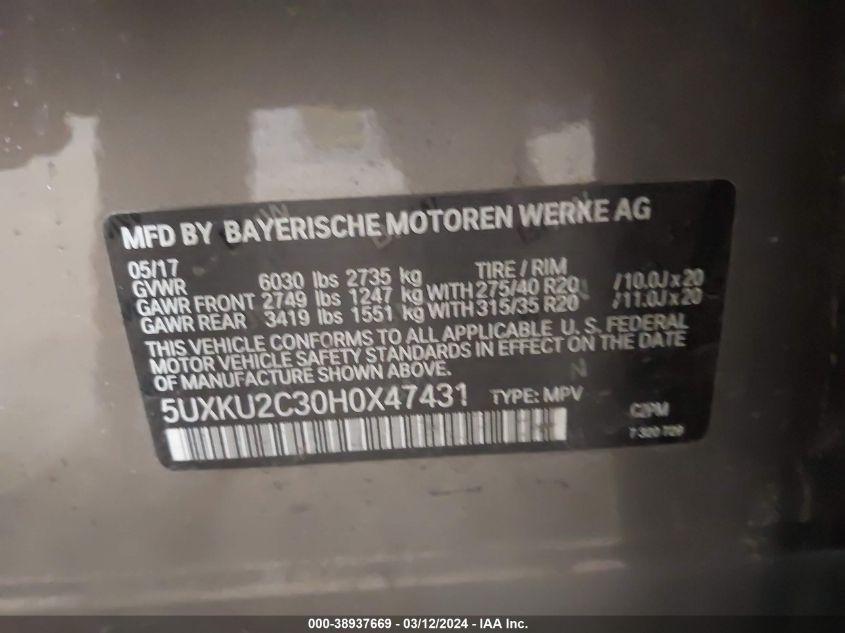 MFD BY BAYERISCHE MOTOREN WERKE AG
05/17 TIRE / RIM
GVWR 6030 lbs 2735 kg
GAWR FRONT 2749 lbs 1247 kg WITH 275/40 R20 /10.0J x 20
GAWR REAR 3419 lbs 1551 kg WITH 315/35 R20 /11.0J x 20
THIS VEHICLE CONFORMS TO ALL APPLICABLE U. S. FEDERAL
MOTOR VEHICLE SAFETY STANDARDS IN EFFECT ON THE DATE
OF MANUFACTURE SHOWN ABOVE.
5UXKU2C30H0X47431 TYPE: MPV
000-38937669 - 03/12/2024 - IAA Inc.